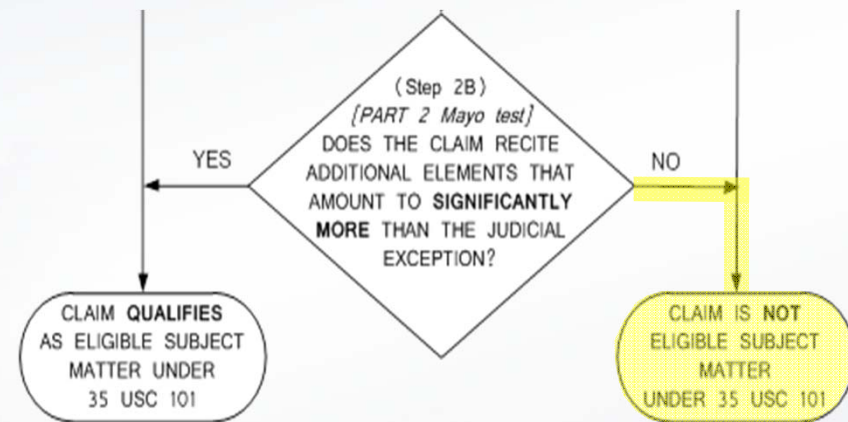 (Step 2B)
[PART 2 Mayo test]
DOES THE CLAIM RECITE
ADDITIONAL ELEMENTS THAT
AMOUNT TO SIGNIFICANTLY
MORE THAN THE JUDICIAL
EXCEPTION?
YES
NO
CLAIM QUALIFIES
AS ELIGIBLE SUBJECT
MATTER UNDER
35 USC 101
CLAIM IS NOT
ELIGIBLE SUBJECT
MATTER
UNDER 35 USC 101